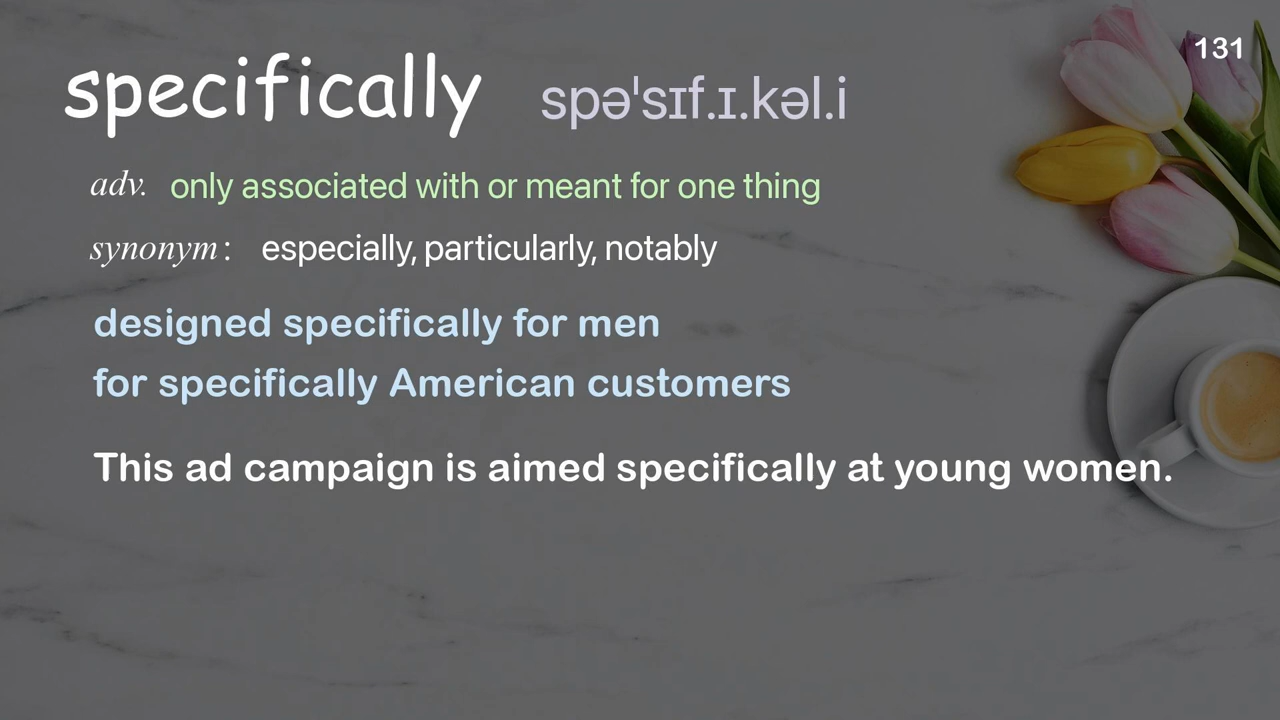 131
specifically spəˈsɪf.ɪ.kəl.i
adv. only associated with or meant for one thing
synonym: especially, particularly, notably
designed specifically for men
for specifically American customers
This ad campaign is aimed specifically at young women.